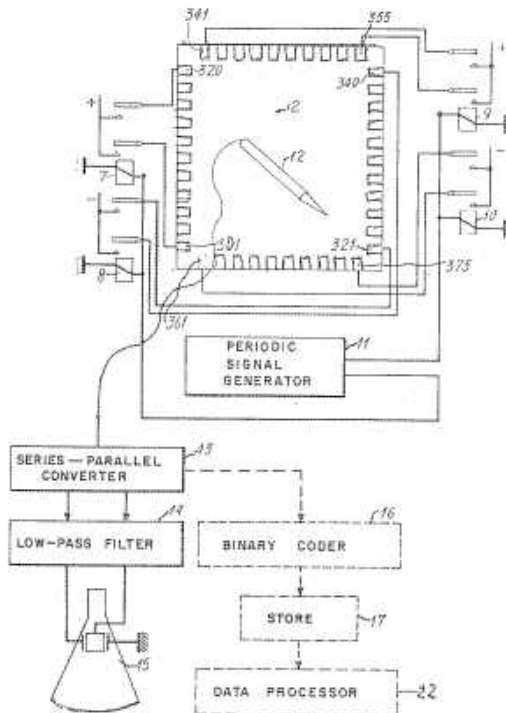 341
355
320
340
+
+
12
9
-
12
7
-
10
8
301
321
375
361
PERIODIC
SIGNAL
GENERATOR
11
13
SERIES—PARALLEL
CONVERTER
14
16
LOW-PASS FILTER
BINARY CODER
17
STORE
15
22
DATA PROCESSOR